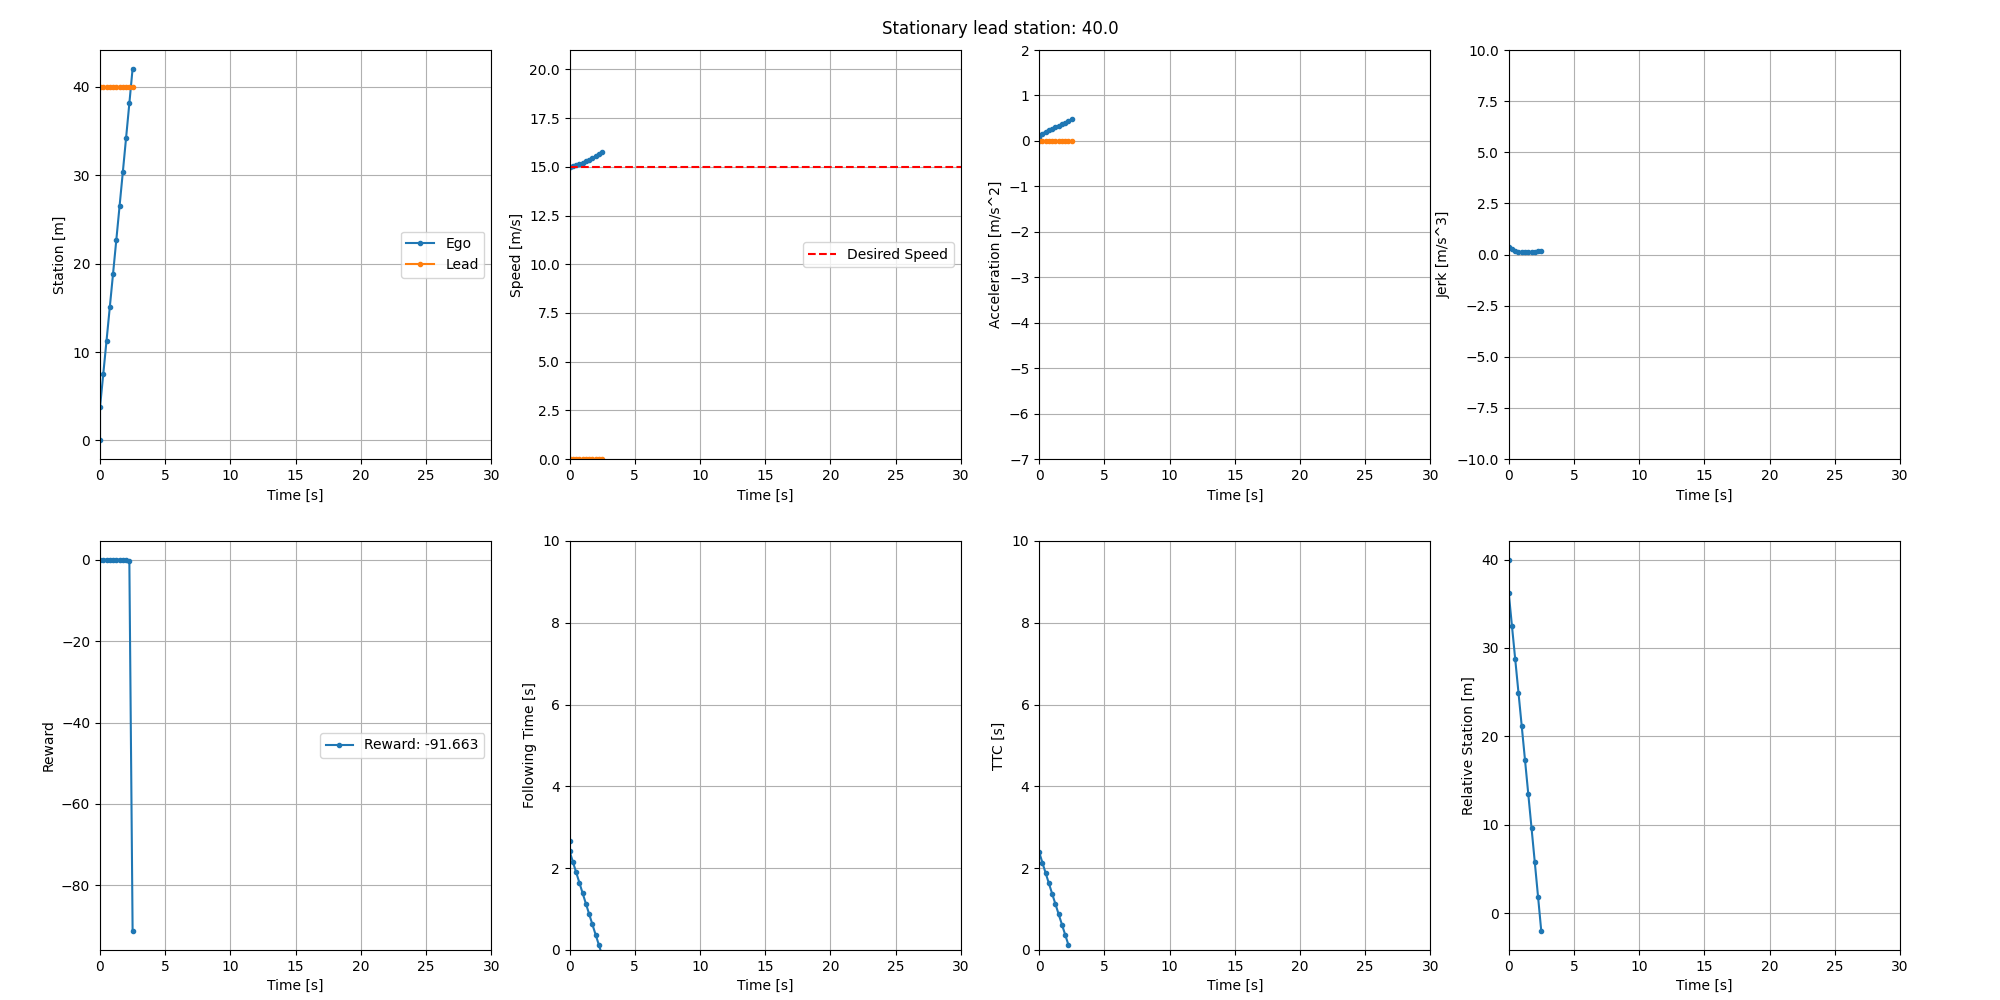 Stationary lead station: 40.0
Station [m]
40
30
20
10
0
Ego
Lead
0 5 10 15 20 25 30
Time [s]
Speed [m/s]
20.0
17.5
15.0
12.5
10.0
7.5
5.0
2.5
0.0
Desired Speed
0 5 10 15 20 25 30
Time [s]
Acceleration [m/s^2]
2
1
0
−1
−2
−3
−4
−5
−6
−7
0 5 10 15 20 25 30
Time [s]
Jerk [m/s^3]
10.0
7.5
5.0
2.5
0.0
−2.5
−5.0
−7.5
−10.0
0 5 10 15 20 25 30
Time [s]
Reward
0
−20
−40
−60
−80
Reward: -91.663
0 5 10 15 20 25 30
Time [s]
Following Time [s]
10
8
6
4
2
0
0 5 10 15 20 25 30
Time [s]
TTC [s]
10
8
6
4
2
0
0 5 10 15 20 25 30
Time [s]
Relative Station [m]
40
30
20
10
0
0 5 10 15 20 25 30
Time [s]